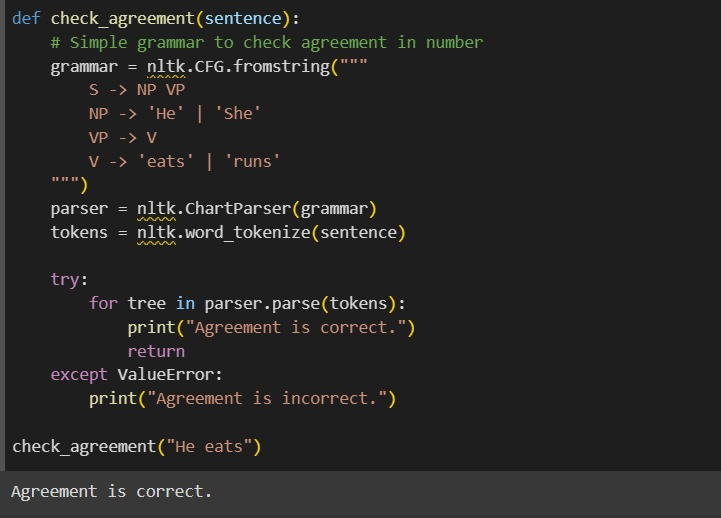 def check_agreement(sentence):
    # Simple grammar to check agreement in number
    grammar = nltk.CFG.fromstring("""
        S -> NP VP
        NP -> 'He' | 'She'
        VP -> V
        V -> 'eats' | 'runs'
    """)
    parser = nltk.ChartParser(grammar)
    tokens = nltk.word_tokenize(sentence)

    try:
        for tree in parser.parse(tokens):
            print("Agreement is correct.")
            return
    except ValueError:
        print("Agreement is incorrect.")

check_agreement("He eats")
Agreement is correct.